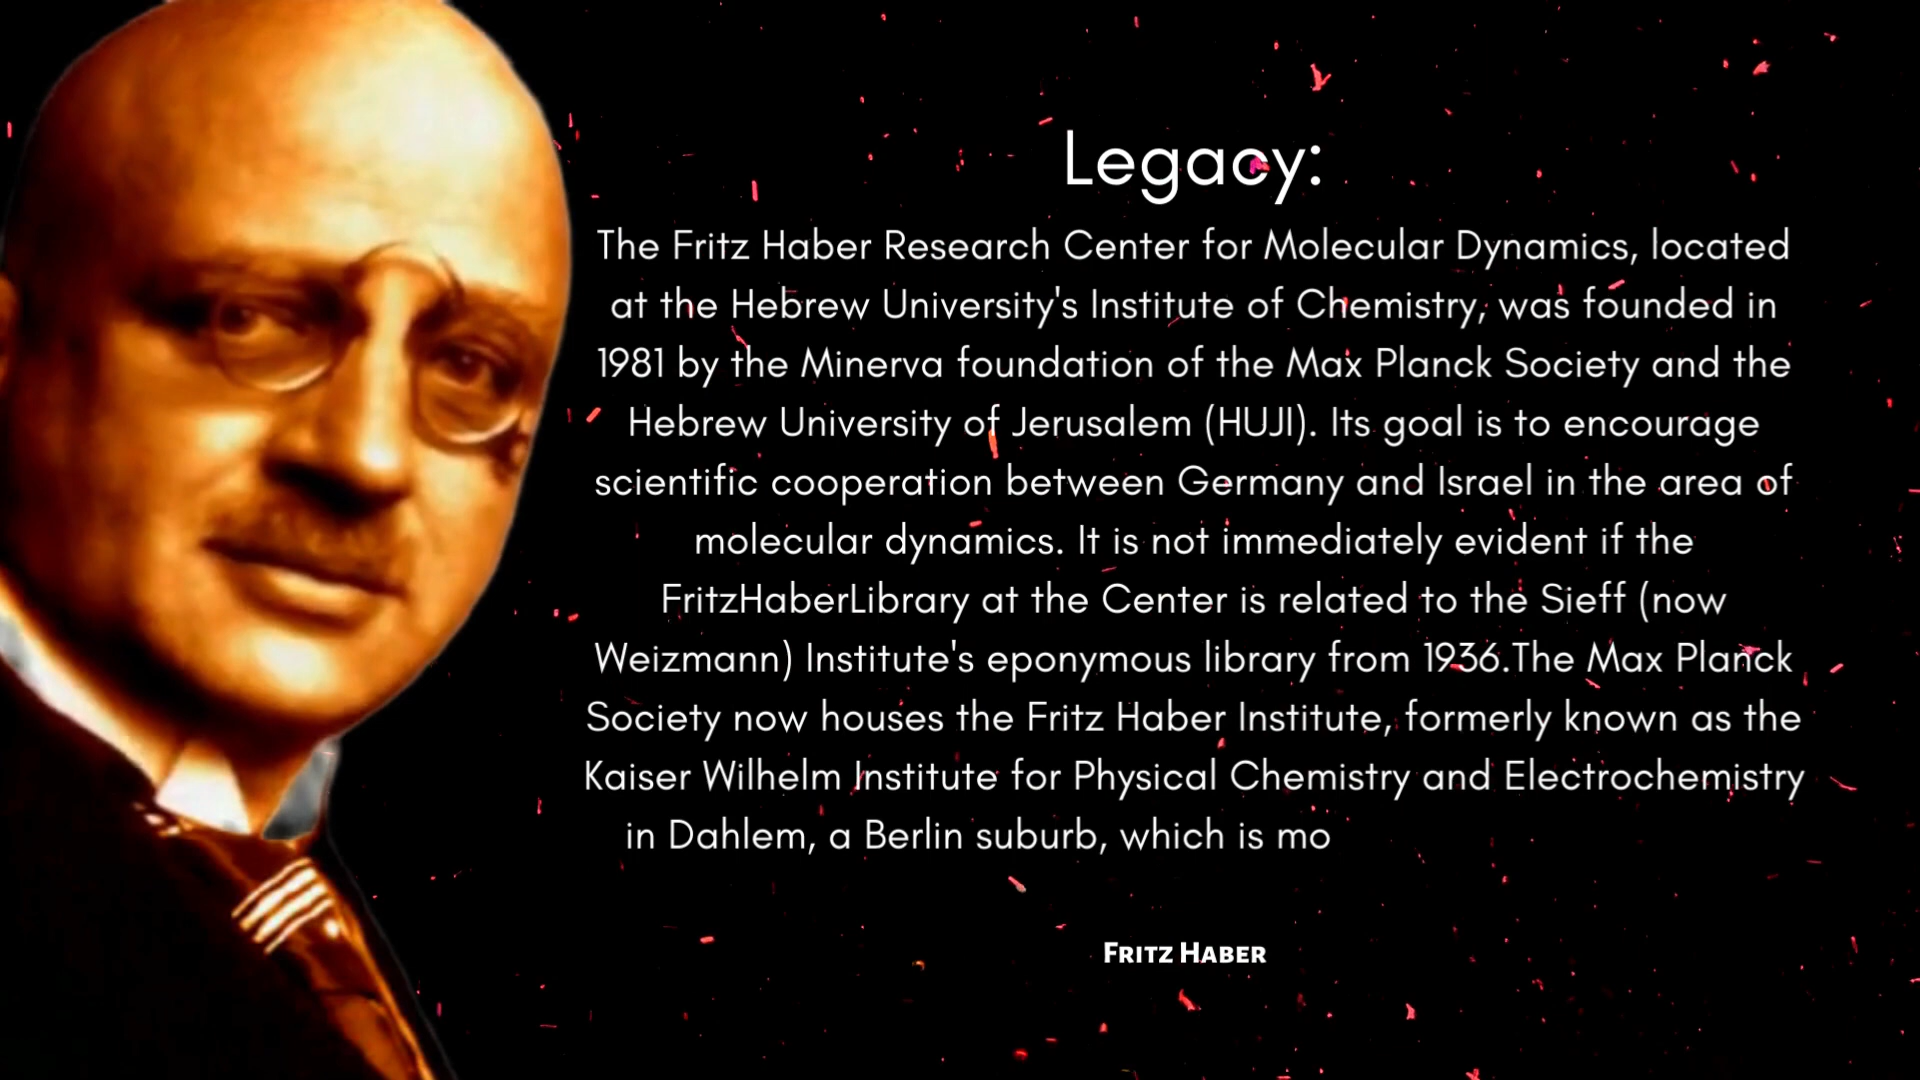 Legacy:
The Fritz Haber Research Center for Molecular Dynamics, located
at the Hebrew University's Institute of Chemistry, was founded in
1981 by the Minerva foundation of the Max Planck Society and the
Hebrew University of Jerusalem (HUJI). Its goal is to encourage
scientific cooperation between Germany and Israel in the area of
molecular dynamics. It is not immediately evident if the
FritzHaberLibrary at the Center is related to the Sieff (now
Weizmann) Institute's eponymous library from 1936.The Max Planck
Society now houses the Fritz Haber Institute, formerly known as the
Kaiser Wilhelm Institute for Physical Chemistry and Electrochemistry
in Dahlem, a Berlin suburb, which is mo
Fritz Haber